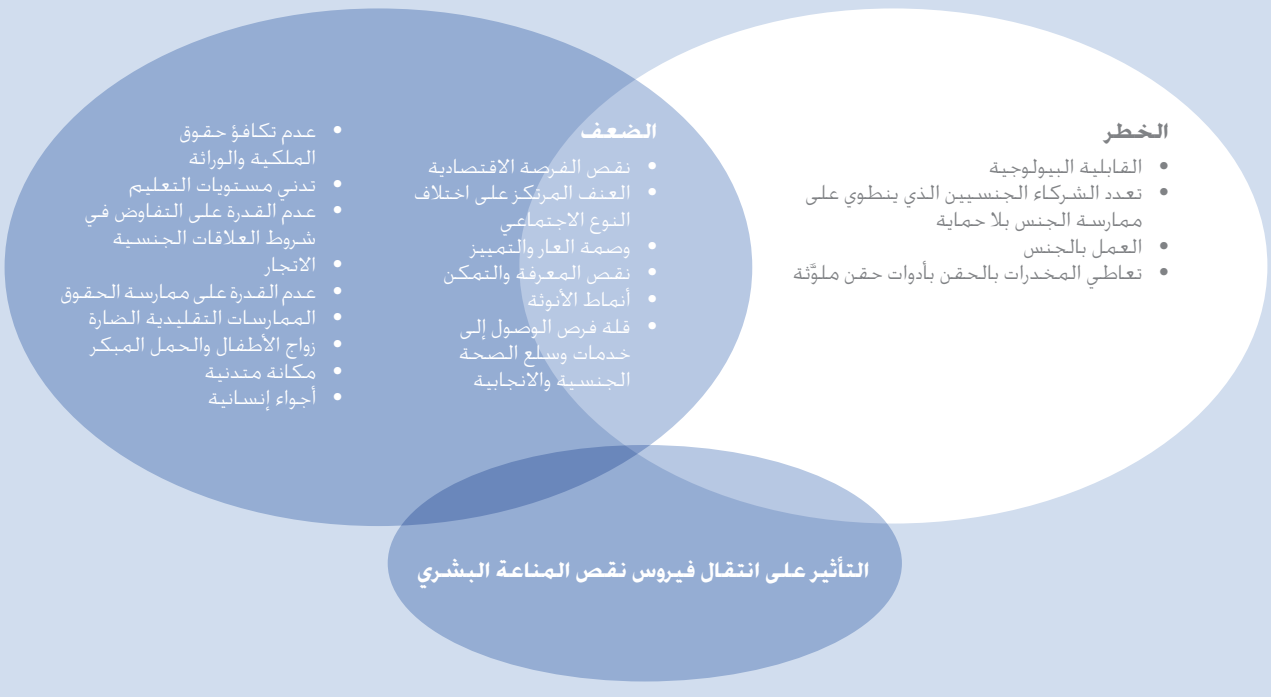 الخطر
• القابلية البيولوجية
• تعدد الشركاء الجنسيين الذي ينطوي على
ممارسة الجنس بلا حماية
• العمل بالجنس
• تعاطي المخدرات بالحقن بأدوات حقن ملوَّثة
الضعف
• نقص الفرصة الاقتصادية
• العنف المرتكز على اختلاف
النوع الاجتماعي
• وصمة العار والتمييز
• نقص المعرفة والتمكن
• أنماط الأنوثة
• قلة فرص الوصول إلى
خدمات وسلع الصحة
الجنسية والانجابية
• عدم تكافؤ حقوق
الملكية والوراثة
• تدني مستويات التعليم
• عدم القدرة على التفاوض في
شروط العلاقات الجنسية
• الاتجار
• عدم القدرة على ممارسة الحقوق
• الممارسات التقليدية الضارة
• زواج الأطفال والحمل المبكر
• مكانة متدنية
• أجواء إنسانية
التأثير على انتقال فيروس نقص المناعة البشري